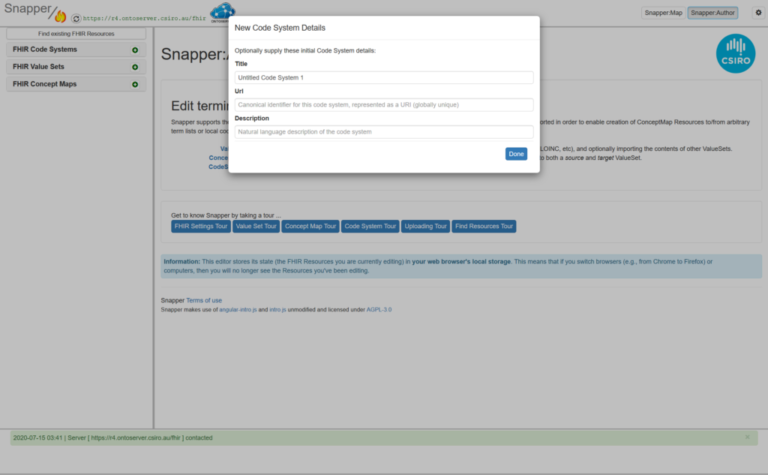 Snapper
https://r4.ontoserver.csiro.au/fhir
Snapper:Map
Snapper:Author
Find existing FHIR Resources
FHIR Code Systems
FHIR Value Sets
FHIR Concept Maps
New Code System Details
Optionally supply these initial Code System details:
Title
Untitled Code System 1
Url
Canonical identifier for this code system, represented as a URI (globally unique)
Description
Natural language description of the code system
Done
Snapper:
CSIRO
Edit termi
Snapper supports th
orted in order to enable creation of ConceptMap Resources to/from arbitrary
term lists or local co
Va
LOINC, etc), and optionally importing the contents of other ValueSets.
Conce
o both a source and target ValueSet.
CodeS
Get to know Snapper by taking a tour ...
FHIR Settings Tour
Value Set Tour
Concept Map Tour
Code System Tour
Uploading Tour
Find Resources Tour
Information: This editor stores its state (the FHIR Resources you are currently editing) in your web browser's local storage. This means that if you switch browsers (e.g., from Chrome to Firefox) or
computers, then you will no longer see the Resources you've been editing.
Snapper Terms of use
Snapper makes use of angular-intro.js and intro.js unmodified and licensed under AGPL-3.0
2020-07-15 03:41 | Server [ https://r4.ontoserver.csiro.au/fhir ] contacted